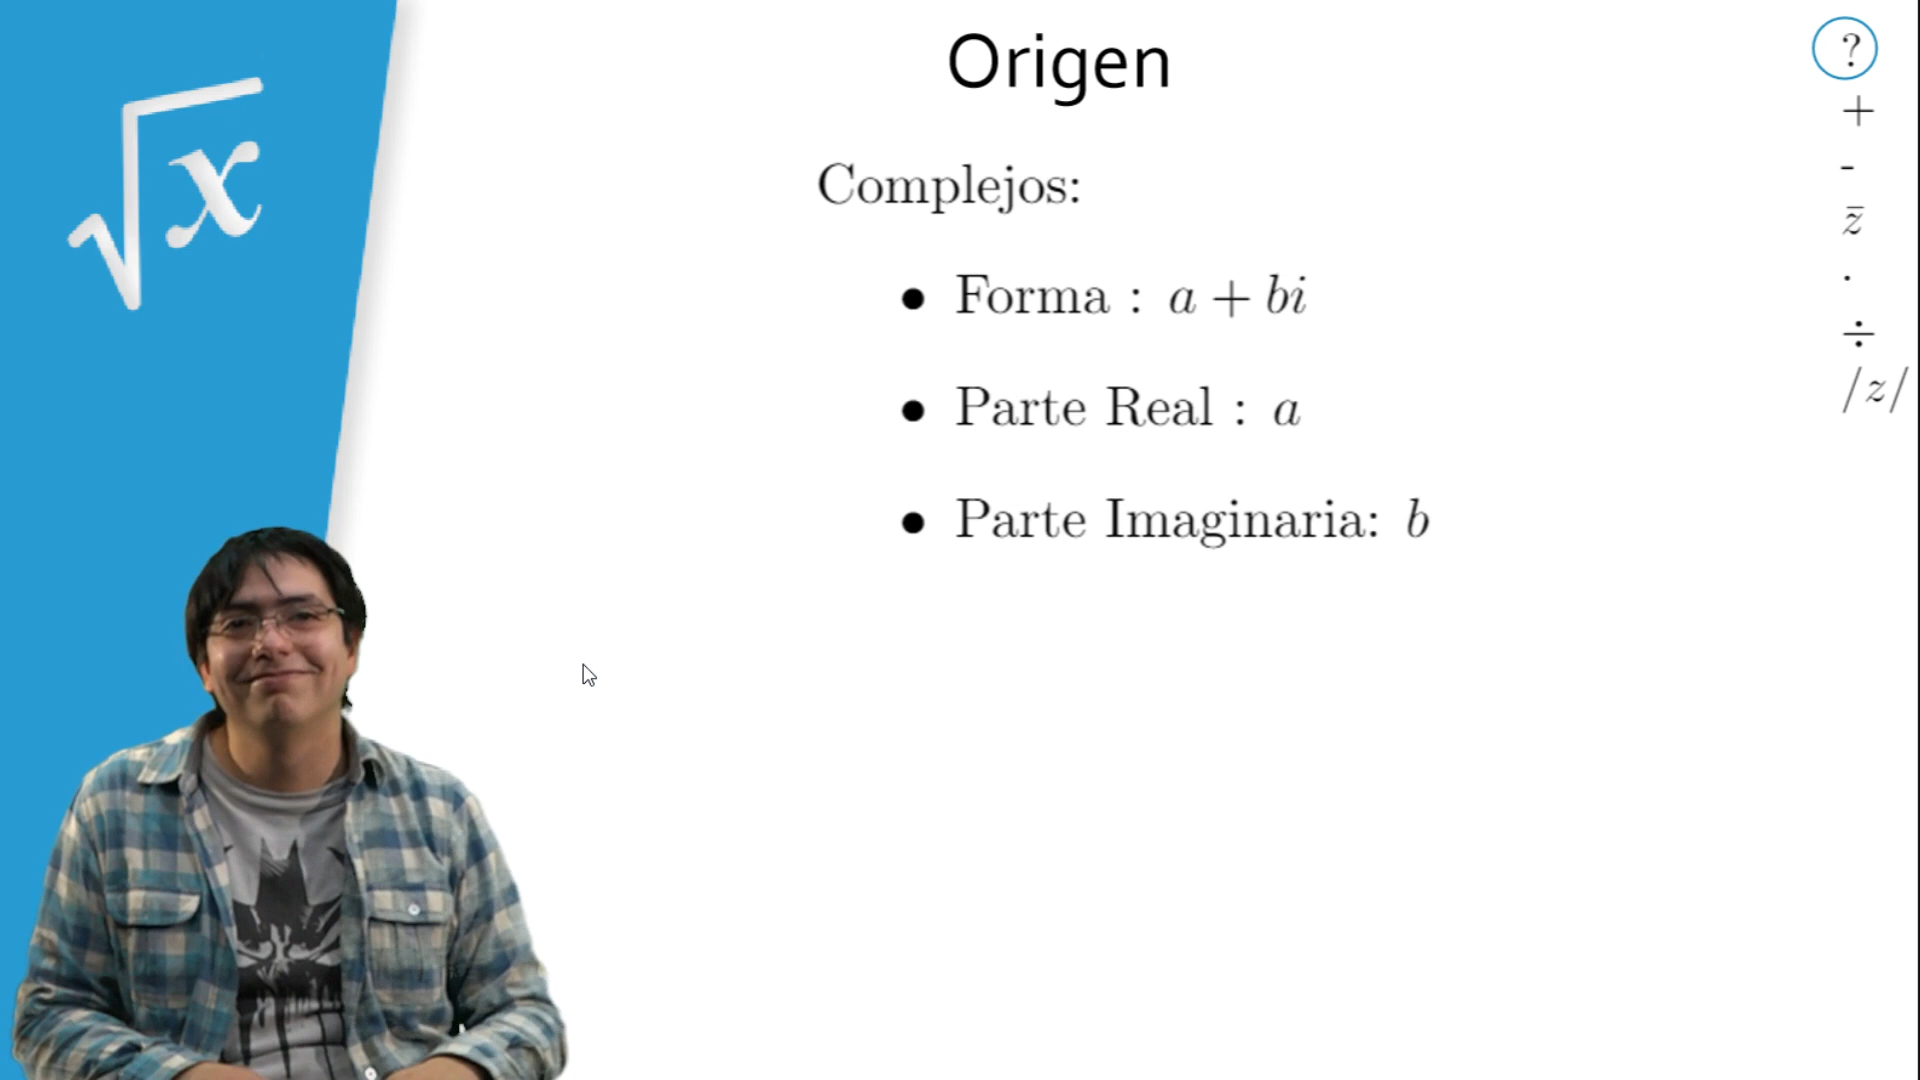 √x
Origen
Complejos:
• Forma : a + bi
• Parte Real : a
• Parte Imaginaria: b
?
+
-
z̄
·
÷
/z/